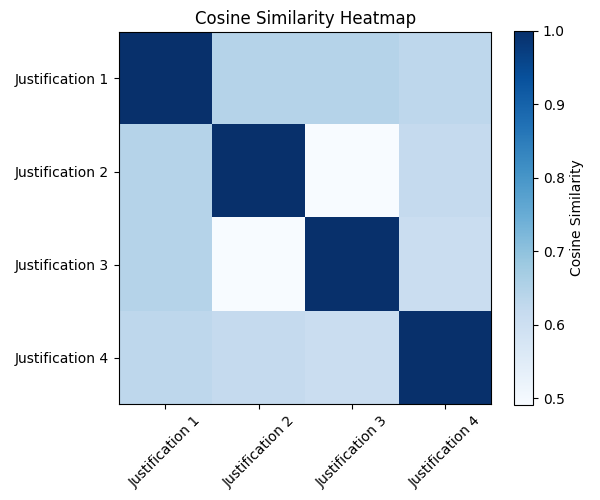 Cosine Similarity Heatmap
Justification 1
Justification 2
Justification 3
Justification 4
Justification 1
Justification 2
Justification 3
Justification 4
1.0
0.9
0.8
0.7
0.6
0.5
Cosine Similarity